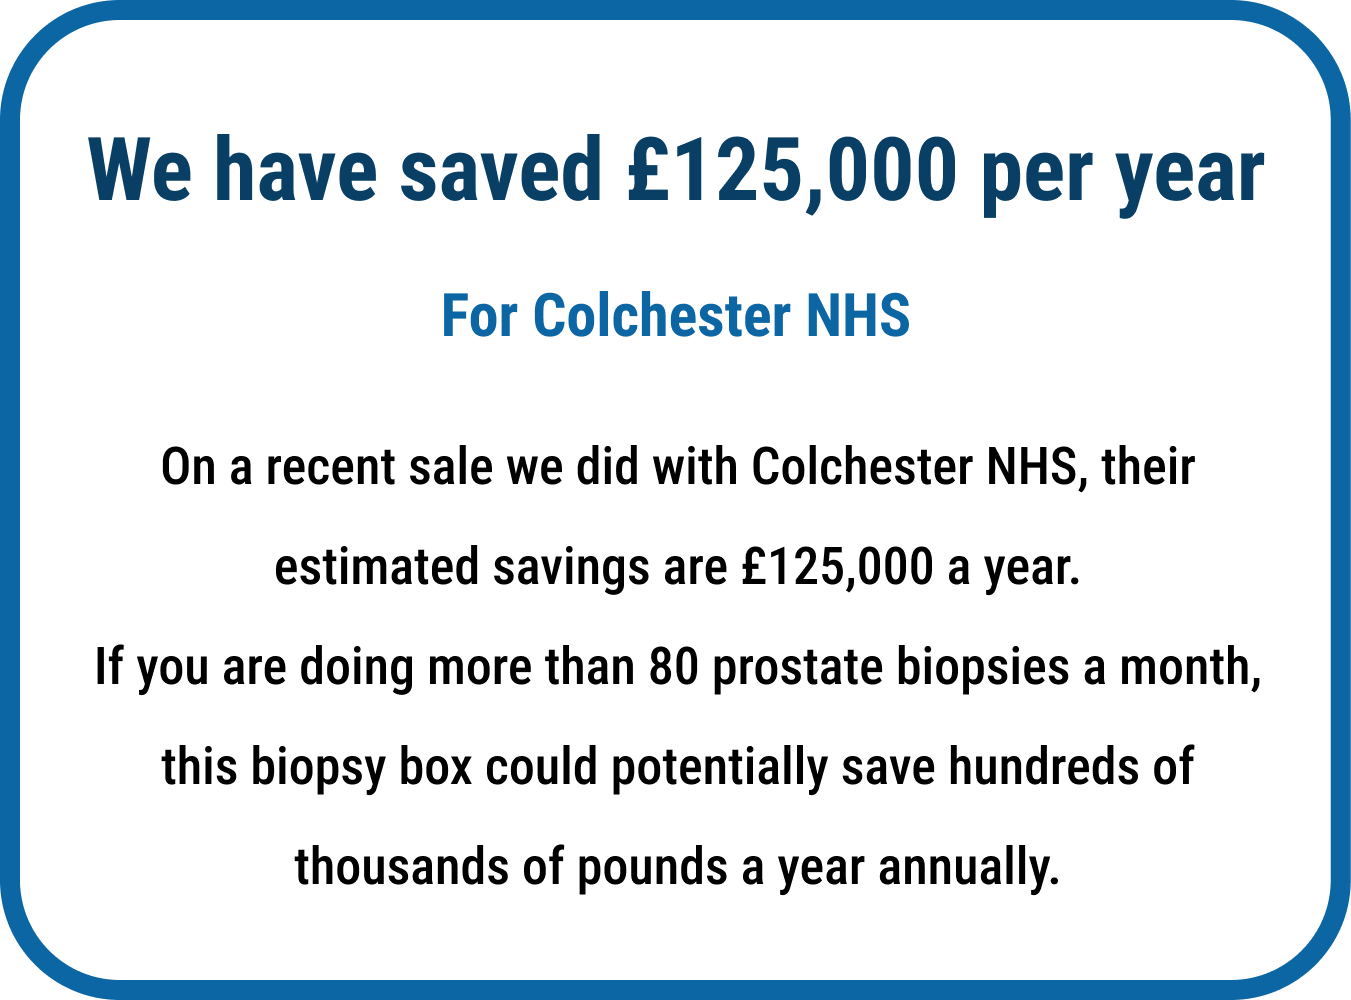 We have saved £125,000 per year
For Colchester NHS
On a recent sale we did with Colchester NHS, their
estimated savings are £125,000 a year.
If you are doing more than 80 prostate biopsies a month,
this biopsy box could potentially save hundreds of
thousands of pounds a year annually.